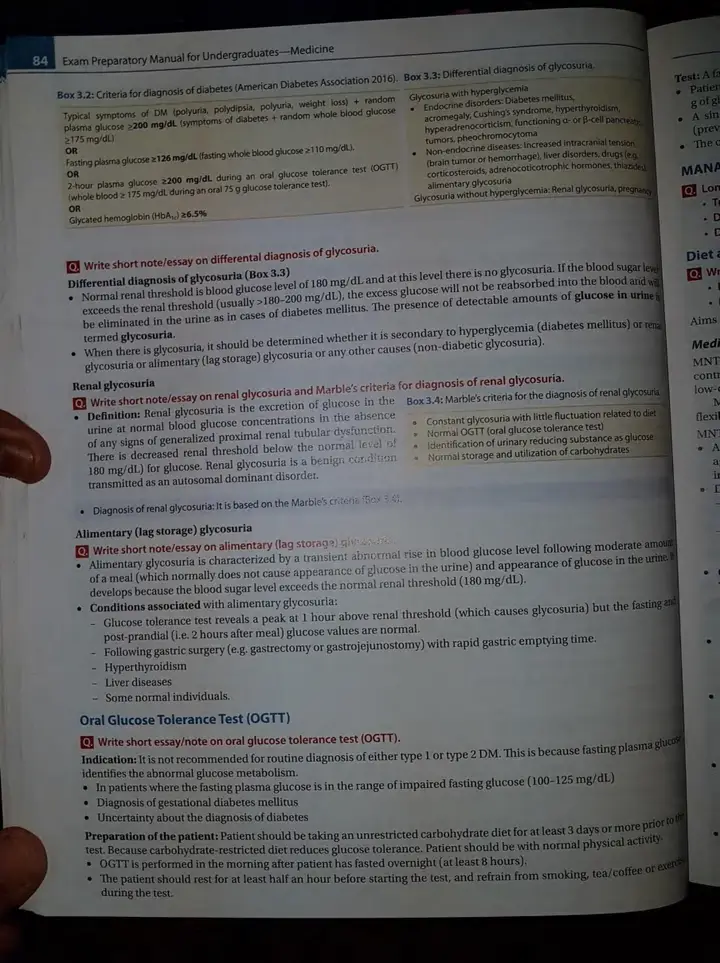 84 Exam Preparatory Manual for Undergraduates—Medicine
Box 3.2: Criteria for diagnosis of diabetes (American Diabetes Association 2016).
Typical symptoms of DM (polyuria, polydipsia, polyuria, weight loss) + random
plasma glucose ≥200 mg/dL (symptoms of diabetes + random whole blood glucose
≥175 mg/dL)
OR
Fasting plasma glucose ≥126 mg/dL (fasting whole blood glucose ≥110 mg/dL).
OR
2-hour plasma glucose ≥200 mg/dL during an oral glucose tolerance test (OGTT)
(whole blood ≥ 175 mg/dL during an oral 75 g glucose tolerance test).
OR
Glycated hemoglobin (HbA1c) ≥6.5%
Box 3.3: Differential diagnosis of glycosuria.
Glycosuria with hyperglycemia
• Endocrine disorders: Diabetes mellitus,
acromegaly, Cushing's syndrome, hyperthyroidism,
hyperadrenocorticism, functioning α- or β-cell pancreatic
tumors, pheochromocytoma
• Non-endocrine diseases: Increased intracranial tension
(brain tumor or hemorrhage), liver disorders, drugs (e.g.
corticosteroids, adrenocoticotrophic hormones, thiazides),
alimentary glycosuria
Glycosuria without hyperglycemia: Renal glycosuria, pregnancy
Q. Write short note/essay on differental diagnosis of glycosuria.
Differential diagnosis of glycosuria (Box 3.3)
• Normal renal threshold is blood glucose level of 180 mg/dL and at this level there is no glycosuria. If the blood sugar level
exceeds the renal threshold (usually >180–200 mg/dL), the excess glucose will not be reabsorbed into the blood and will
be eliminated in the urine as in cases of diabetes mellitus. The presence of detectable amounts of glucose in urine is
termed glycosuria.
• When there is glycosuria, it should be determined whether it is secondary to hyperglycemia (diabetes mellitus) or renal
glycosuria or alimentary (lag storage) glycosuria or any other causes (non-diabetic glycosuria).
Renal glycosuria
Q. Write short note/essay on renal glycosuria and Marble's criteria for diagnosis of renal glycosuria.
• Definition: Renal glycosuria is the excretion of glucose in the
urine at normal blood glucose concentrations in the absence
of any signs of generalized proximal renal tubular dysfunction.
There is decreased renal threshold below the normal level of
180 mg/dL) for glucose. Renal glycosuria is a benign condition
transmitted as an autosomal dominant disorder.
Box 3.4: Marble's criteria for the diagnosis of renal glycosuria
• Constant glycosuria with little fluctuation related to diet
• Normal OGTT (oral glucose tolerance test)
• Identification of urinary reducing substance as glucose
• Normal storage and utilization of carbohydrates
• Diagnosis of renal glycosuria: It is based on the Marble's criteria (Box 3.4).
Alimentary (lag storage) glycosuria
Q. Write short note/essay on alimentary (lag storage)
• Alimentary glycosuria is characterized by a transient abnormal rise in blood glucose level following moderate amount
of a meal (which normally does not cause appearance of glucose in the urine) and appearance of glucose in the urine. It
develops because the blood sugar level exceeds the normal renal threshold (180 mg/dL).
• Conditions associated with alimentary glycosuria:
– Glucose tolerance test reveals a peak at 1 hour above renal threshold (which causes glycosuria) but the fasting and
post-prandial (i.e. 2 hours after meal) glucose values are normal.
– Following gastric surgery (e.g. gastrectomy or gastrojejunostomy) with rapid gastric emptying time.
– Hyperthyroidism
– Liver diseases
– Some normal individuals.
Oral Glucose Tolerance Test (OGTT)
Q. Write short essay/note on oral glucose tolerance test (OGTT).
Indication: It is not recommended for routine diagnosis of either type 1 or type 2 DM. This is because fasting plasma glucose
identifies the abnormal glucose metabolism.
• In patients where the fasting plasma glucose is in the range of impaired fasting glucose (100–125 mg/dL)
• Diagnosis of gestational diabetes mellitus
• Uncertainty about the diagnosis of diabetes
Preparation of the patient: Patient should be taking an unrestricted carbohydrate diet for at least 3 days or more prior to the
test. Because carbohydrate-restricted diet reduces glucose tolerance. Patient should be with normal physical activity.
• OGTT is performed in the morning after patient has fasted overnight (at least 8 hours).
• The patient should rest for at least half an hour before starting the test, and refrain from smoking, tea/coffee or exercise
during the test.
Test: A
• Patien
g of g
• A sin
(prev
• The c
MANA
Q. Lon
• T
• D
• D
Diet a
Q. Wr
Aims
Medi
MNT
contr
low-c
flexi
MNT
• A